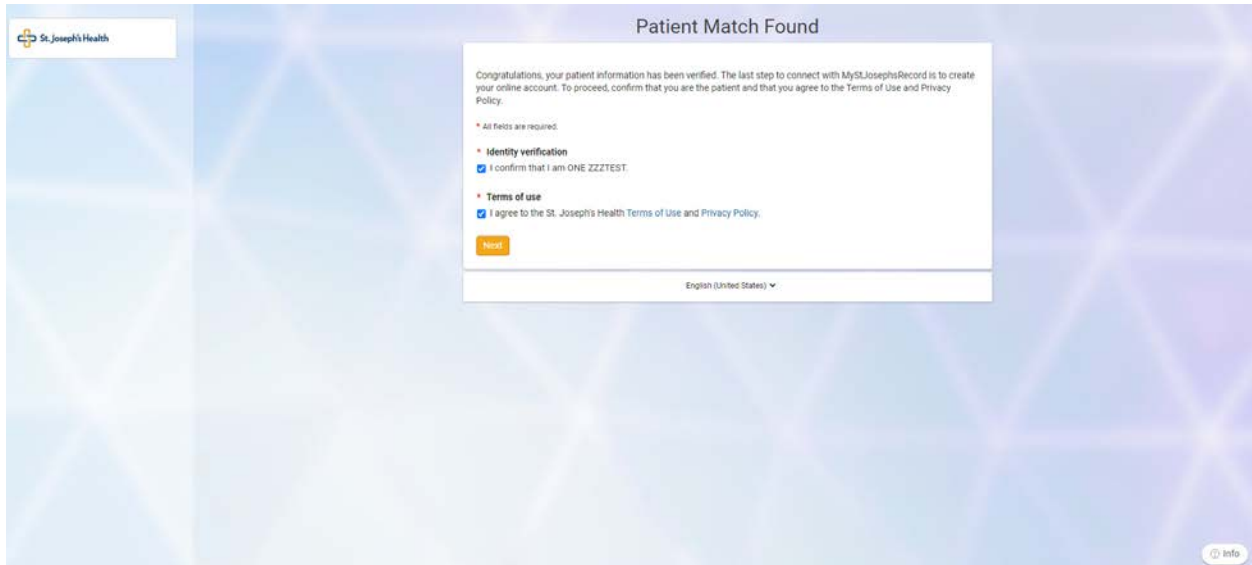 St. Joseph's Health
Patient Match Found
Congratulations, your patient information has been verified. The last step to connect with MyStJosephsRecord is to create
your online account. To proceed, confirm that you are the patient and that you agree to the Terms of Use and Privacy
Policy.
* All fields are required.
* Identity verification
I confirm that I am ONE ZZZTEST.
* Terms of use
I agree to the St. Joseph's Health Terms of Use and Privacy Policy.
Next
English (United States)
Info